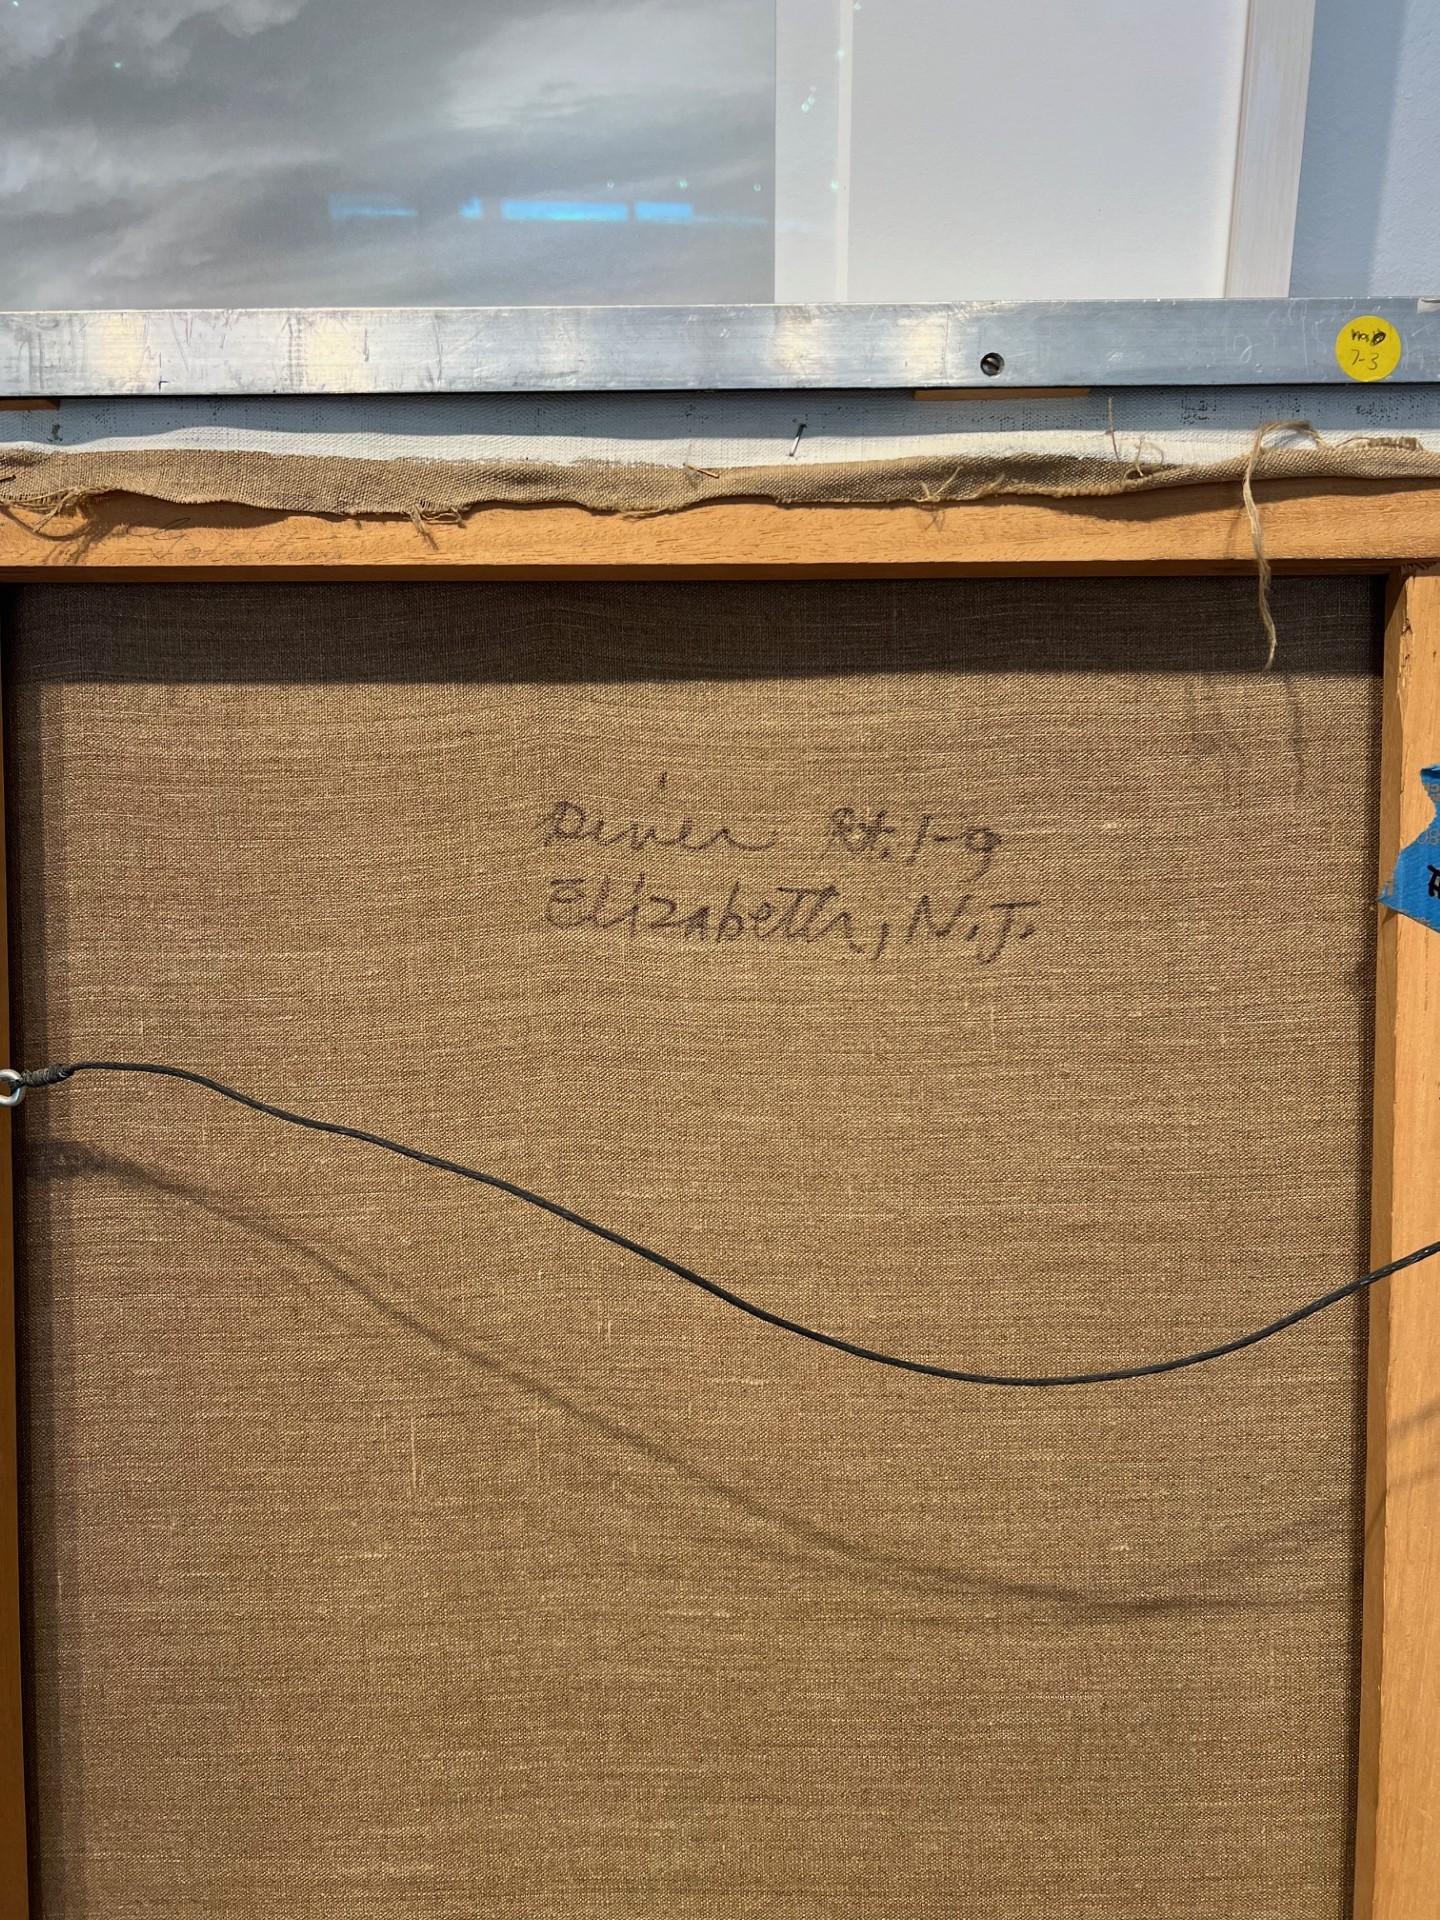 7-3
Diner Rt. 1-9
Elizabeth, N.J.